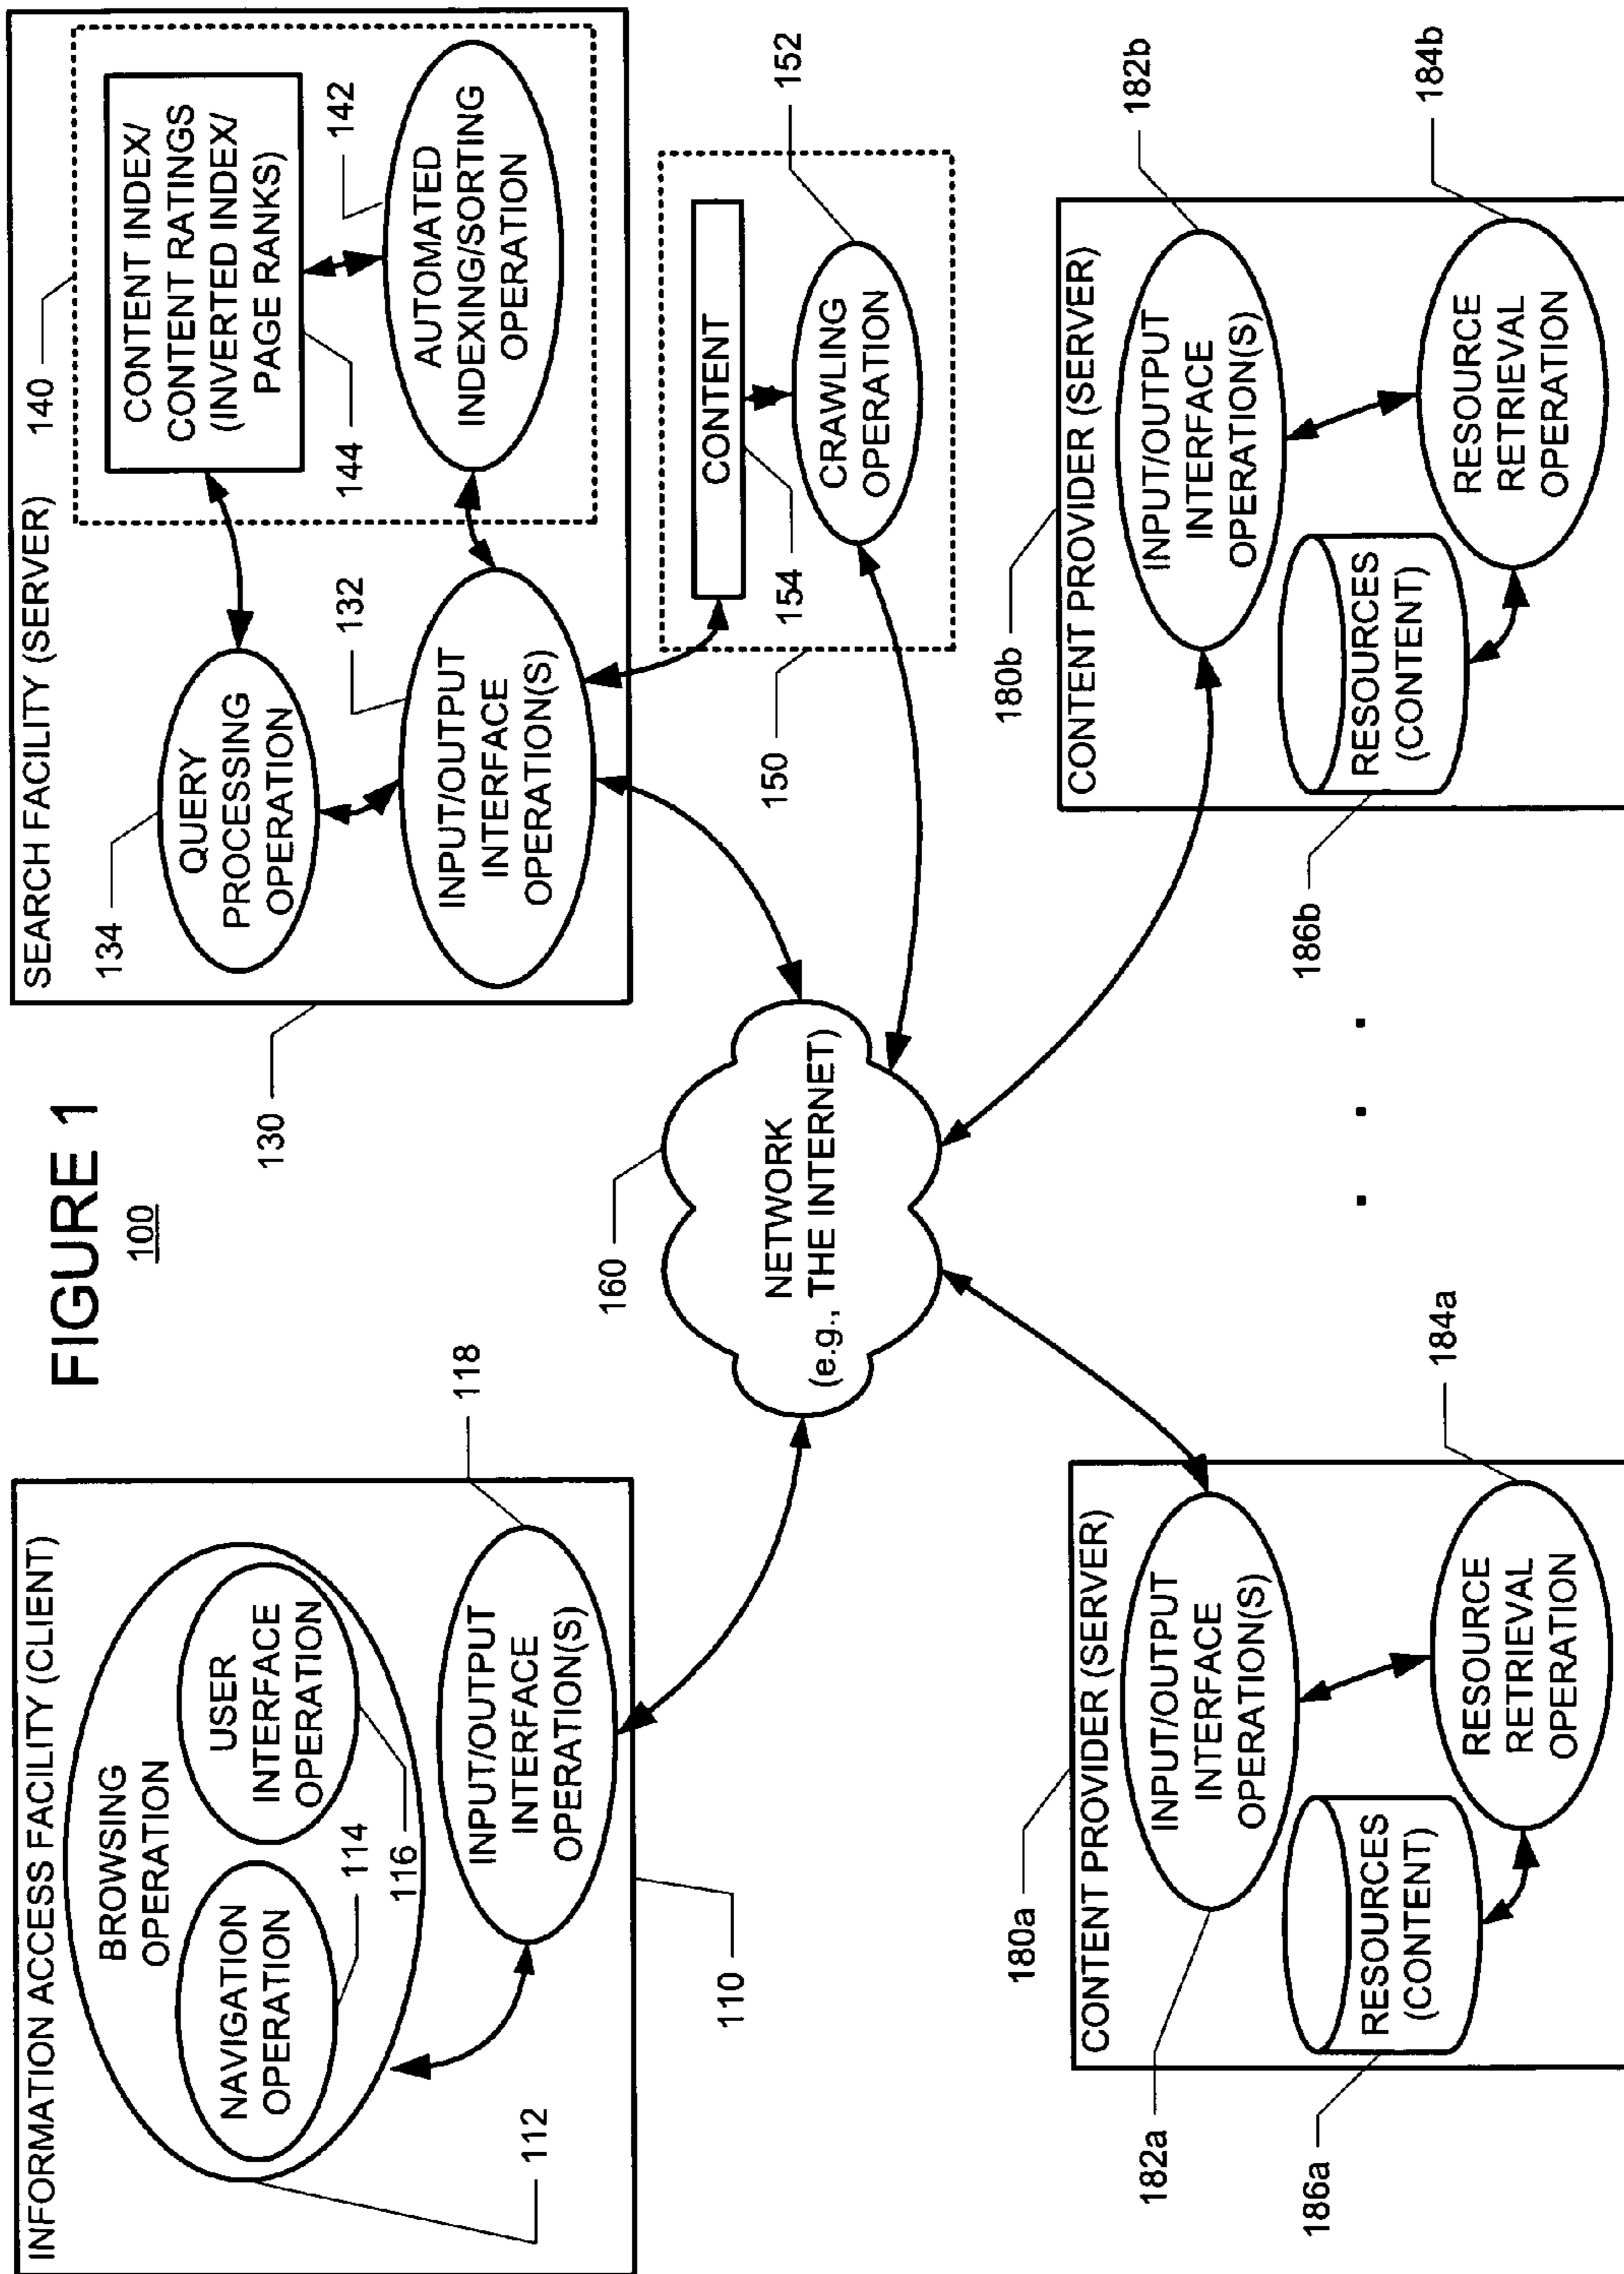 FIGURE 1
100
INFORMATION ACCESS FACILITY (CLIENT)
BROWSING
OPERATION
NAVIGATION
OPERATION
USER
INTERFACE
OPERATION
114
116
112
INPUT/OUTPUT
INTERFACE
OPERATION(S)
118
110
SEARCH FACILITY (SERVER)
140
134
QUERY
PROCESSING
OPERATION
CONTENT INDEX/
CONTENT RATINGS
(INVERTED INDEX/
PAGE RANKS)
144
142
132
INPUT/OUTPUT
INTERFACE
OPERATION(S)
AUTOMATED
INDEXING/SORTING
OPERATION
130
CONTENT
154
152
CRAWLING
OPERATION
150
160
NETWORK
(e.g., THE INTERNET)
180a
CONTENT PROVIDER (SERVER)
INPUT/OUTPUT
INTERFACE
OPERATION(S)
182a
RESOURCES
(CONTENT)
186a
RESOURCE
RETRIEVAL
OPERATION
184a
. . .
180b
CONTENT PROVIDER (SERVER)
INPUT/OUTPUT
INTERFACE
OPERATION(S)
182b
RESOURCES
(CONTENT)
186b
RESOURCE
RETRIEVAL
OPERATION
184b